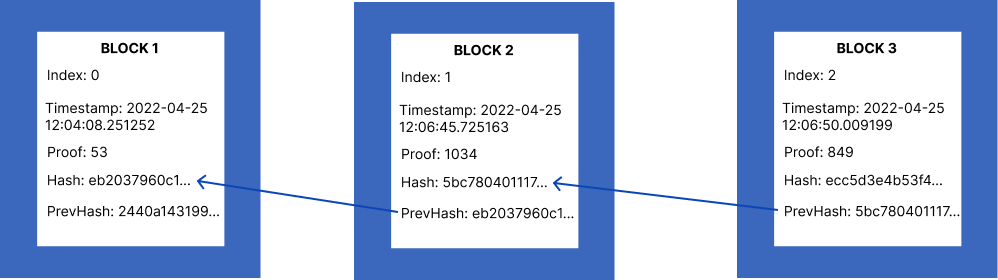 BLOCK 1
Index: 0
Timestamp: 2022-04-25
12:04:08.251252
Proof: 53
Hash: eb2037960c1...
PrevHash: 2440a143199...
BLOCK 2
Index: 1
Timestamp: 2022-04-25
12:06:45.725163
Proof: 1034
Hash: 5bc780401117...
PrevHash: eb2037960c1...
BLOCK 3
Index: 2
Timestamp: 2022-04-25
12:06:50.009199
Proof: 849
Hash: ecc5d3e4b53f4...
PrevHash: 5bc780401117...